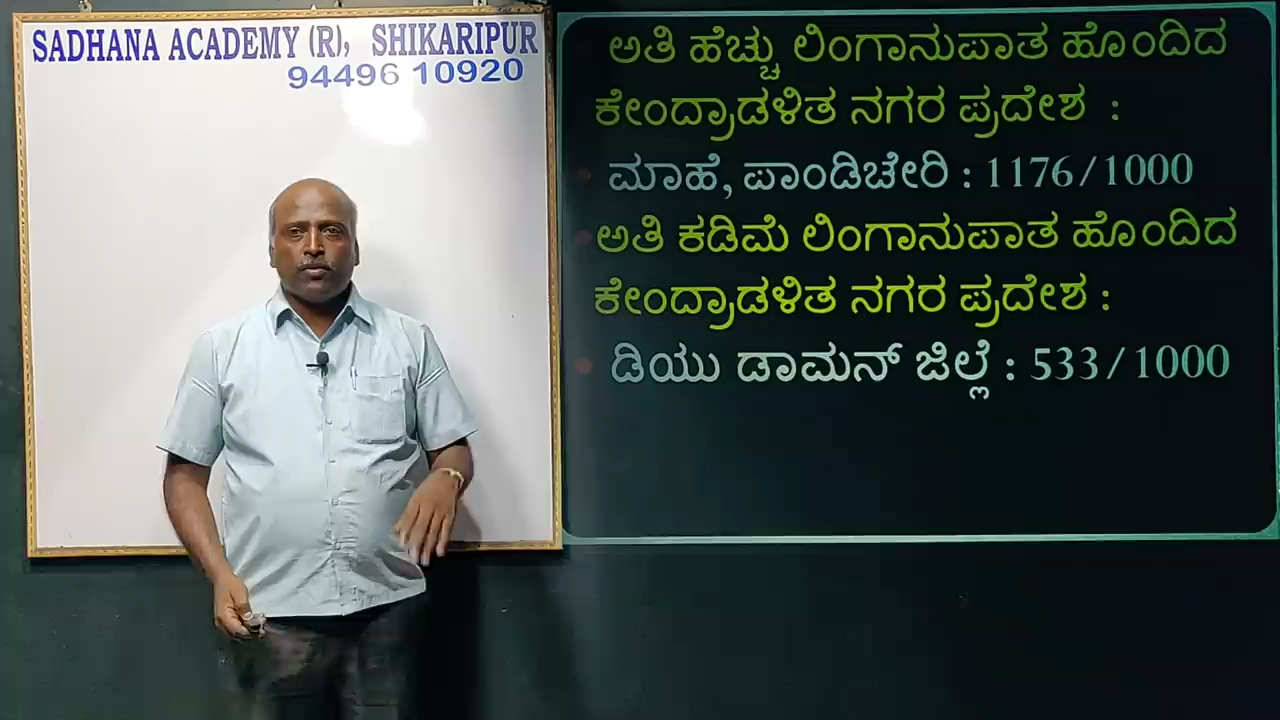 SADHANA ACADEMY (R), SHIKARIPUR
94496 10920
ಅತಿ ಹೆಚ್ಚು ಲಿಂಗಾನುಪಾತ ಹೊಂದಿದ
ಕೇಂದ್ರಾಡಳಿತ ನಗರ ಪ್ರದೇಶ :
ಮಾಹೆ, ಪಾಂಡಿಚೇರಿ : 1176/1000
ಅತಿ ಕಡಿಮೆ ಲಿಂಗಾನುಪಾತ ಹೊಂದಿದ
ಕೇಂದ್ರಾಡಳಿತ ನಗರ ಪ್ರದೇಶ :
ಡಿಯು ಡಾಮನ್ ಜಿಲ್ಲೆ : 533/1000